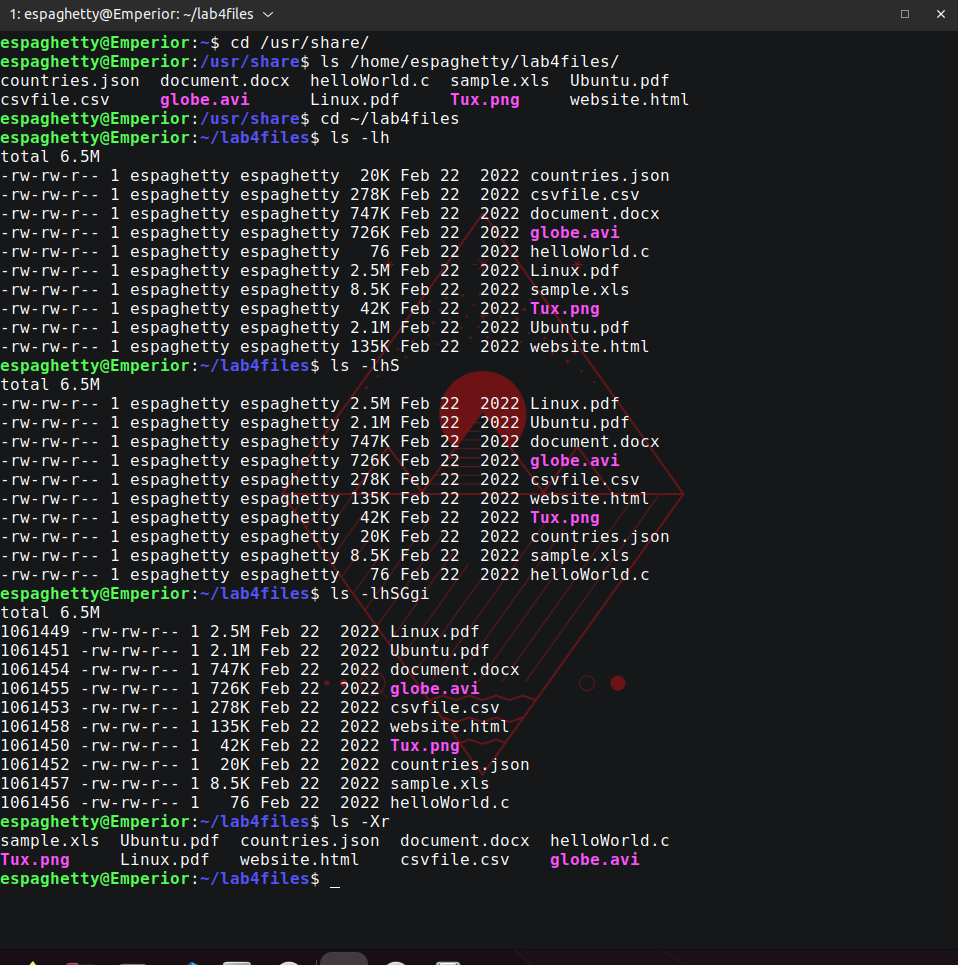 1: espaghetty@Emperior: ~/lab4files
espaghetty@Emperior:~$ cd /usr/share/
espaghetty@Emperior:/usr/share$ ls /home/espaghetty/lab4files/
countries.json  document.docx  helloWorld.c  sample.xls  Ubuntu.pdf
csvfile.csv     globe.avi      Linux.pdf     Tux.png     website.html
espaghetty@Emperior:/usr/share$ cd ~/lab4files
espaghetty@Emperior:~/lab4files$ ls -lh
total 6.5M
-rw-rw-r-- 1 espaghetty espaghetty  20K Feb 22  2022 countries.json
-rw-rw-r-- 1 espaghetty espaghetty 278K Feb 22  2022 csvfile.csv
-rw-rw-r-- 1 espaghetty espaghetty 747K Feb 22  2022 document.docx
-rw-rw-r-- 1 espaghetty espaghetty 726K Feb 22  2022 globe.avi
-rw-rw-r-- 1 espaghetty espaghetty   76 Feb 22  2022 helloWorld.c
-rw-rw-r-- 1 espaghetty espaghetty 2.5M Feb 22  2022 Linux.pdf
-rw-rw-r-- 1 espaghetty espaghetty 8.5K Feb 22  2022 sample.xls
-rw-rw-r-- 1 espaghetty espaghetty  42K Feb 22  2022 Tux.png
-rw-rw-r-- 1 espaghetty espaghetty 2.1M Feb 22  2022 Ubuntu.pdf
-rw-rw-r-- 1 espaghetty espaghetty 135K Feb 22  2022 website.html
espaghetty@Emperior:~/lab4files$ ls -lhS
total 6.5M
-rw-rw-r-- 1 espaghetty espaghetty 2.5M Feb 22  2022 Linux.pdf
-rw-rw-r-- 1 espaghetty espaghetty 2.1M Feb 22  2022 Ubuntu.pdf
-rw-rw-r-- 1 espaghetty espaghetty 747K Feb 22  2022 document.docx
-rw-rw-r-- 1 espaghetty espaghetty 726K Feb 22  2022 globe.avi
-rw-rw-r-- 1 espaghetty espaghetty 278K Feb 22  2022 csvfile.csv
-rw-rw-r-- 1 espaghetty espaghetty 135K Feb 22  2022 website.html
-rw-rw-r-- 1 espaghetty espaghetty  42K Feb 22  2022 Tux.png
-rw-rw-r-- 1 espaghetty espaghetty  20K Feb 22  2022 countries.json
-rw-rw-r-- 1 espaghetty espaghetty 8.5K Feb 22  2022 sample.xls
-rw-rw-r-- 1 espaghetty espaghetty   76 Feb 22  2022 helloWorld.c
espaghetty@Emperior:~/lab4files$ ls -lhSGgi
total 6.5M
1061449 -rw-rw-r-- 1 2.5M Feb 22  2022 Linux.pdf
1061451 -rw-rw-r-- 1 2.1M Feb 22  2022 Ubuntu.pdf
1061454 -rw-rw-r-- 1 747K Feb 22  2022 document.docx
1061455 -rw-rw-r-- 1 726K Feb 22  2022 globe.avi
1061453 -rw-rw-r-- 1 278K Feb 22  2022 csvfile.csv
1061458 -rw-rw-r-- 1 135K Feb 22  2022 website.html
1061450 -rw-rw-r-- 1  42K Feb 22  2022 Tux.png
1061452 -rw-rw-r-- 1  20K Feb 22  2022 countries.json
1061457 -rw-rw-r-- 1 8.5K Feb 22  2022 sample.xls
1061456 -rw-rw-r-- 1   76 Feb 22  2022 helloWorld.c
espaghetty@Emperior:~/lab4files$ ls -Xr
sample.xls  Ubuntu.pdf  countries.json  document.docx  helloWorld.c
Tux.png     Linux.pdf   website.html    csvfile.csv    globe.avi
espaghetty@Emperior:~/lab4files$ _